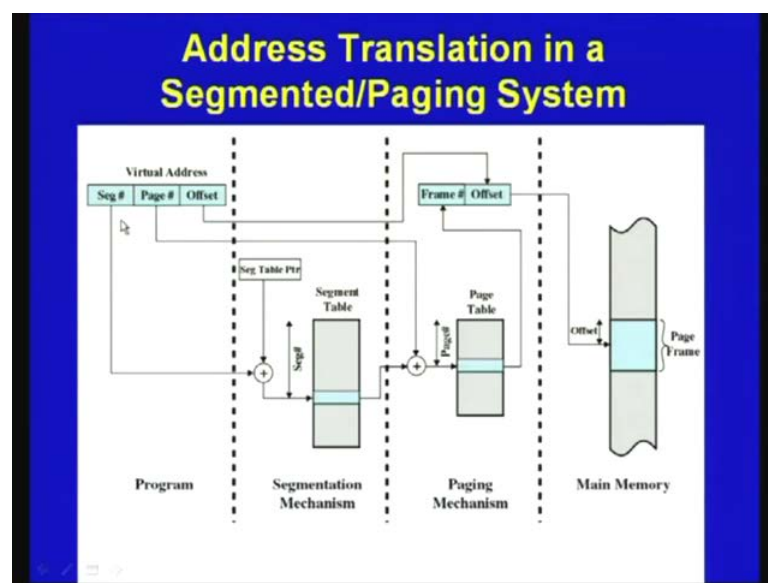 Address Translation in a
Segmented/Paging System
Virtual Address
Seg # Page # Offset
Frame # Offset
Seg Table Ptr
Segment
Table
Page
Table
Seg#
Page#
Offset
Page
Frame
+
+
Program
Segmentation
Mechanism
Paging
Mechanism
Main Memory